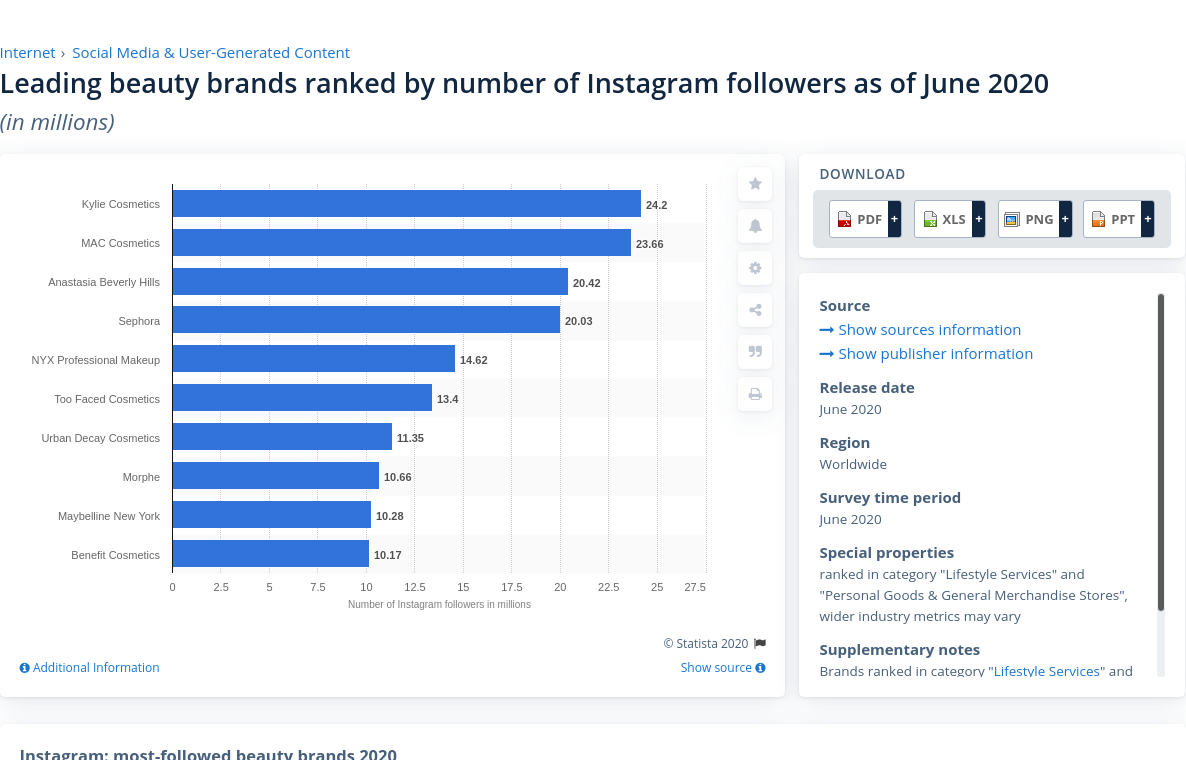 Internet › Social Media & User-Generated Content
Leading beauty brands ranked by number of Instagram followers as of June 2020
(in millions)
Kylie Cosmetics 24.2
MAC Cosmetics 23.66
Anastasia Beverly Hills 20.42
Sephora 20.03
NYX Professional Makeup 14.62
Too Faced Cosmetics 13.4
Urban Decay Cosmetics 11.35
Morphe 10.66
Maybelline New York 10.28
Benefit Cosmetics 10.17
0 2.5 5 7.5 10 12.5 15 17.5 20 22.5 25 27.5
Number of Instagram followers in millions
© Statista 2020
Additional Information
Show source
DOWNLOAD
PDF + XLS + PNG + PPT +
Source
Show sources information
Show publisher information
Release date
June 2020
Region
Worldwide
Survey time period
June 2020
Special properties
ranked in category "Lifestyle Services" and
"Personal Goods & General Merchandise Stores",
wider industry metrics may vary
Supplementary notes
Brands ranked in category "Lifestyle Services" and
Instagram: most-followed beauty brands 2020